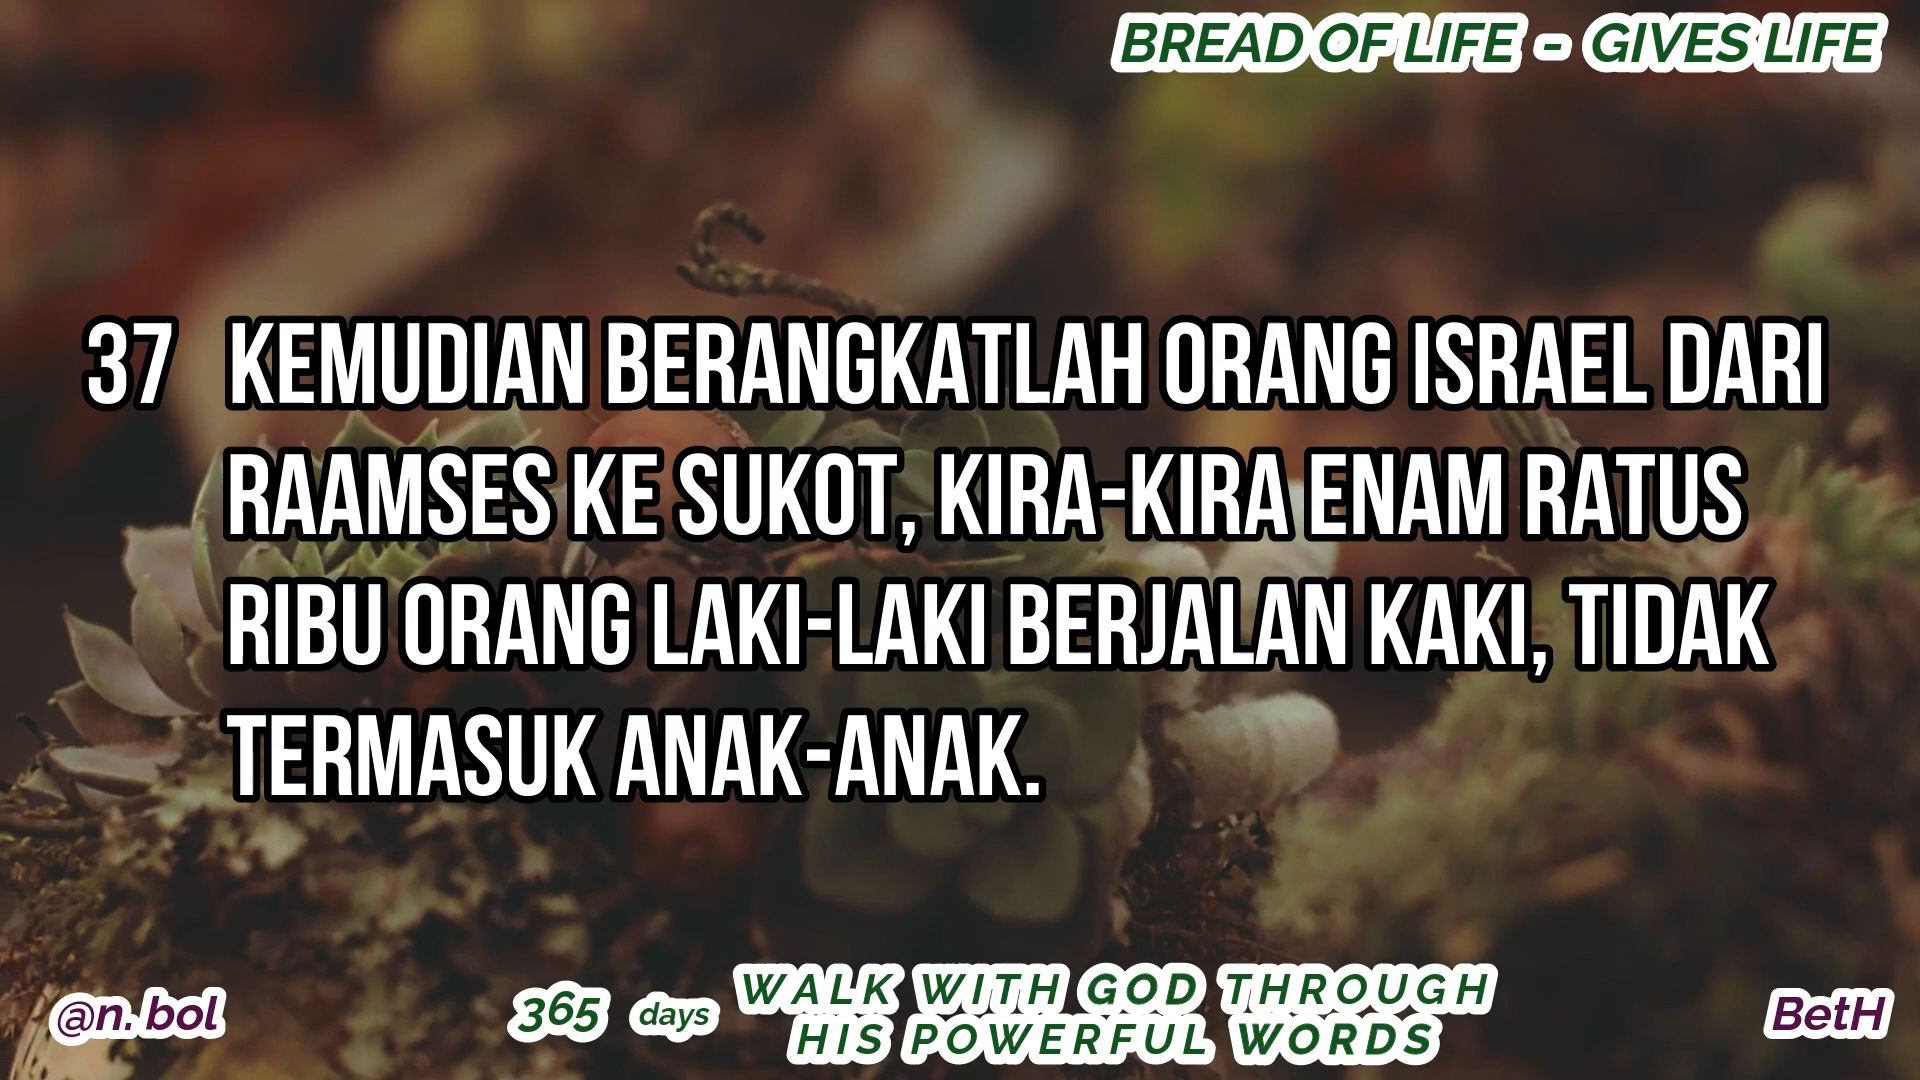 BREAD OF LIFE - GIVES LIFE
37 KEMUDIAN BERANGKATLAH ORANG ISRAEL DARI
RAAMSES KE SUKOT, KIRA-KIRA ENAM RATUS
RIBU ORANG LAKI-LAKI BERJALAN KAKI, TIDAK
TERMASUK ANAK-ANAK.
@n. bol
365 days
WALK WITH GOD THROUGH
HIS POWERFUL WORDS
BetH